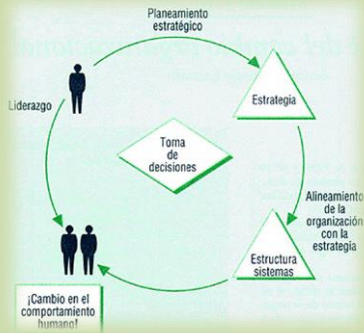 Planeamiento
estratégico
Liderazgo
Estrategia
Toma
de
decisiones
Alineamiento
de la
organización
con la
estrategia
Estructura
sistemas
¡Cambio en el
comportamiento
humano!